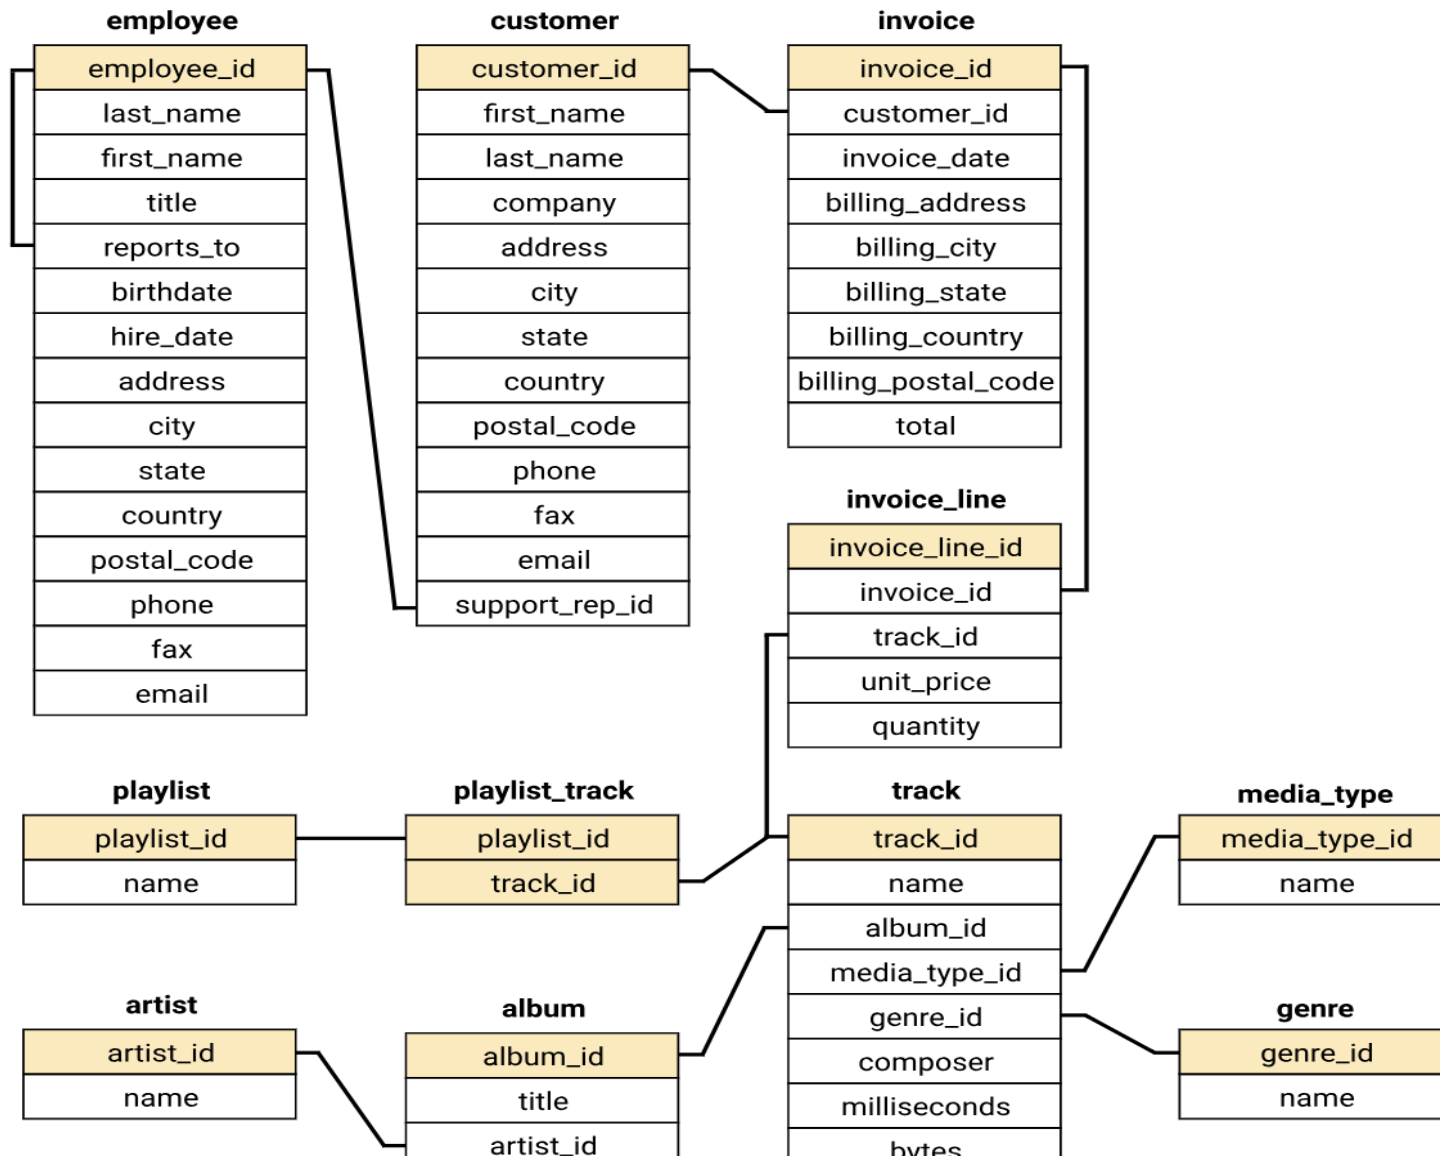 employee
employee_id
last_name
first_name
title
reports_to
birthdate
hire_date
address
city
state
country
postal_code
phone
fax
email
customer
customer_id
first_name
last_name
company
address
city
state
country
postal_code
phone
fax
email
support_rep_id
invoice
invoice_id
customer_id
invoice_date
billing_address
billing_city
billing_state
billing_country
billing_postal_code
total
invoice_line
invoice_line_id
invoice_id
track_id
unit_price
quantity
playlist
playlist_id
name
playlist_track
playlist_id
track_id
track
track_id
name
album_id
media_type_id
genre_id
composer
milliseconds
bytes
media_type
media_type_id
name
artist
artist_id
name
album
album_id
title
artist_id
genre
genre_id
name